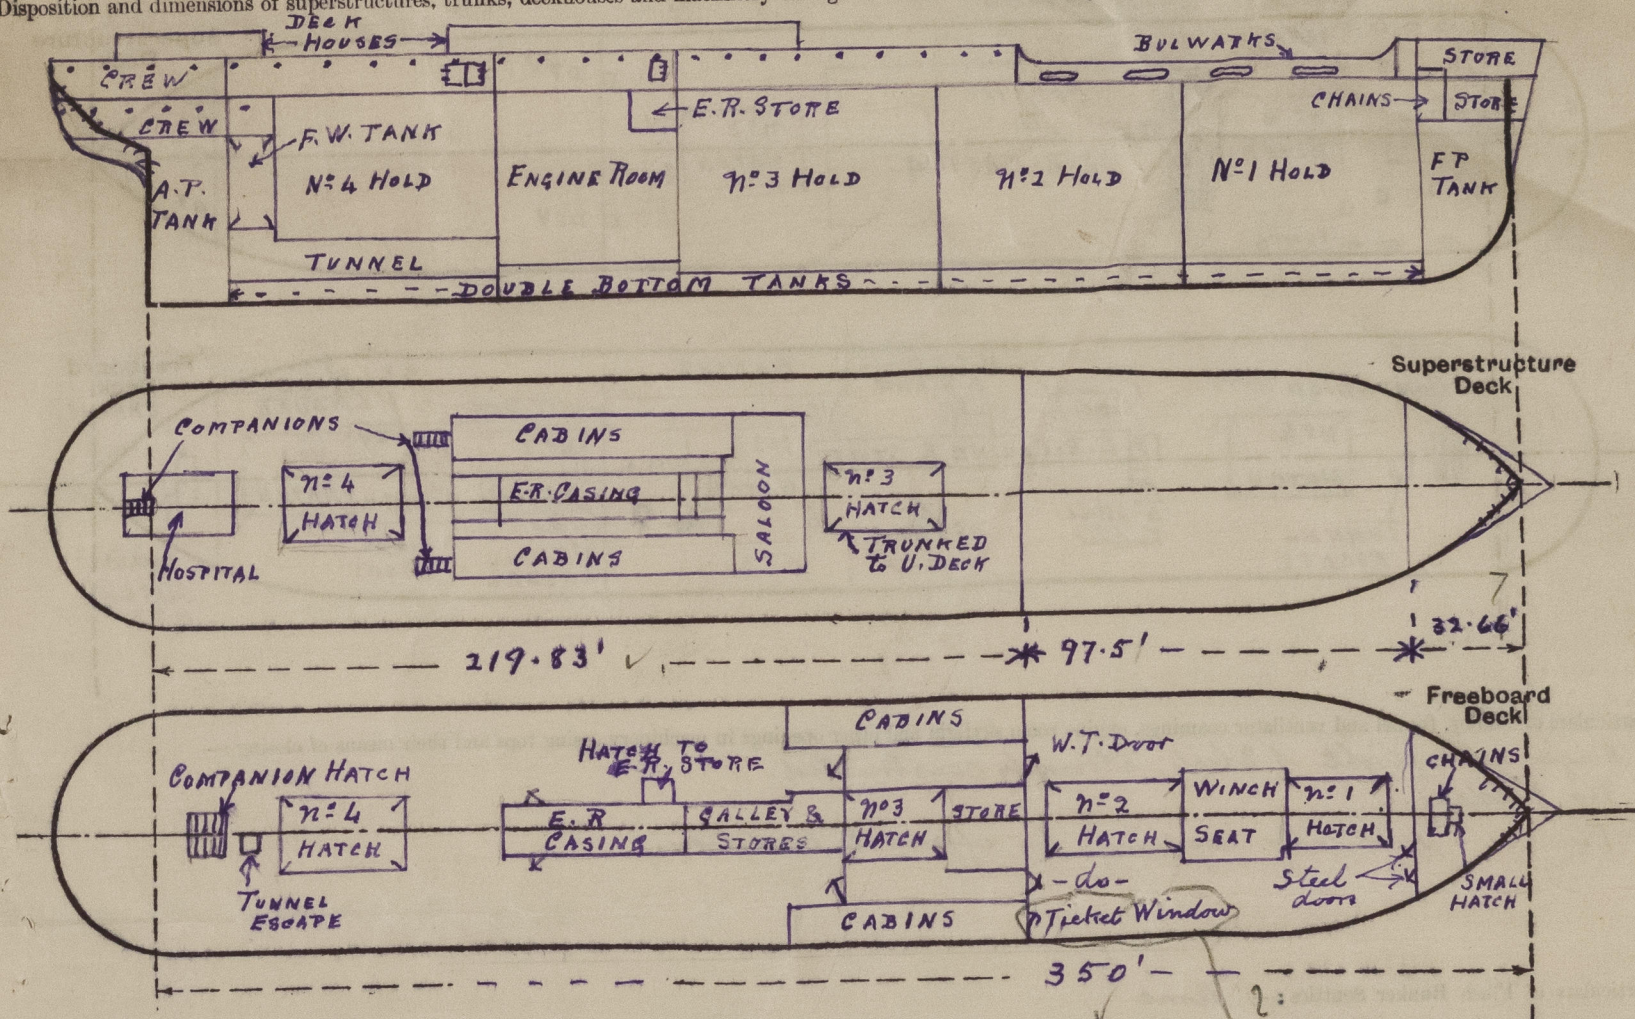 Disposition and dimensions of superstructures, trunks, deckhouses and
DECK
HOUSES
BULWARKS
STORE
CREW
CHAINS
STORE
E.R. STORE
CREW
F.W. TANK
A.P.
TANK
Nº 4 HOLD
ENGINE ROOM
Nº 3 HOLD
Nº 2 HOLD
Nº 1 HOLD
F P
TANK
TUNNEL
DOUBLE BOTTOM TANKS
Superstructure
Deck
COMPANIONS
CABINS
Nº 4
HATCH
E.R. CASING
SALOON
Nº 3
HATCH
HOSPITAL
CABINS
TRUNKED
to U. DECK
7
219.83'
97.5'
32.66'
Freeboard
Deck
CABINS
HATCH TO
E.R. STORE
W.T. Door
CHAINS
COMPANION HATCH
Nº 4
HATCH
E.R
CASING
GALLEY &
STORES
Nº 3
HATCH
STORE
Nº 2
HATCH
WINCH
SEAT
Nº 1
HATCH
TUNNEL
ESCAPE
-do-
Steel
doors
SMALL
HATCH
CABINS
Ticket Window
350'